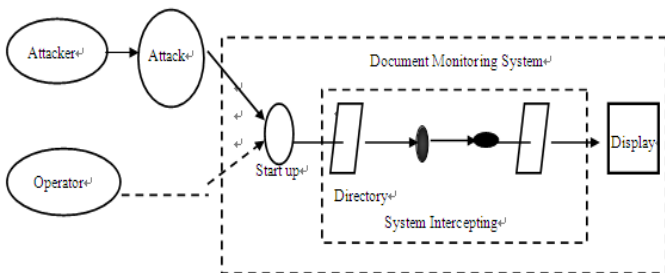 Attacker
Attack
Document Monitoring System
Operator
Start up
Directory
System Intercepting
Display